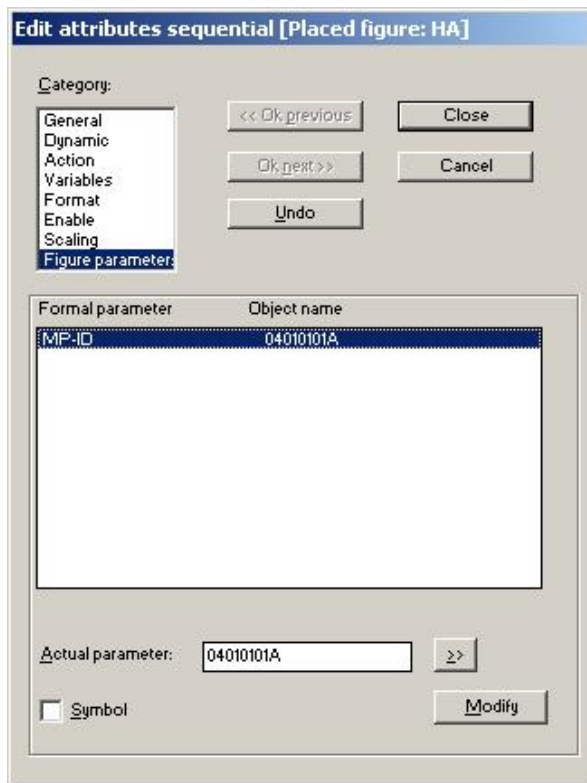 Edit attributes sequential [Placed figure: HA]
Category:
General
Dynamic
Action
Variables
Format
Enable
Scaling
Figure parameter:
<< Ok previous
Close
Ok next >>
Cancel
Undo
Formal parameter Object name
MP-ID 04010101A
Actual parameter: 04010101A >>
Symbol
Modify